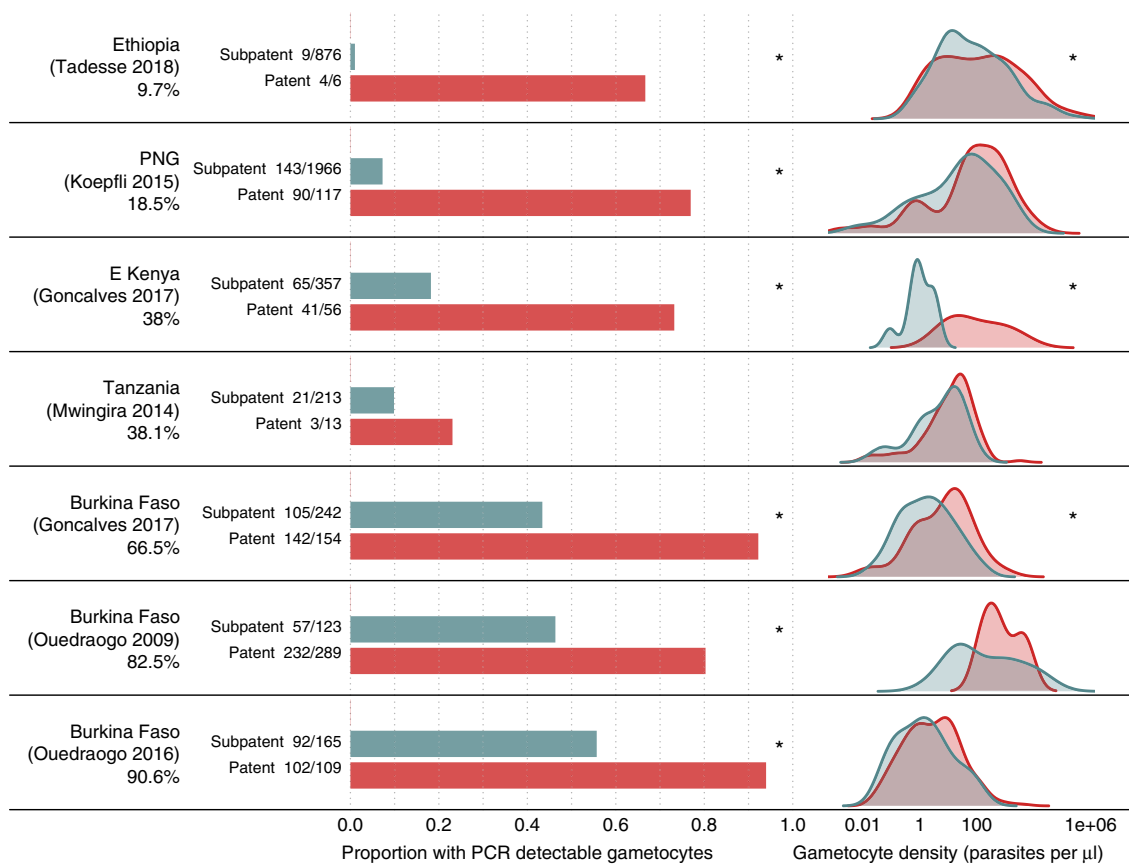 Ethiopia
(Tadesse 2018)
9.7%
Subpatent 9/876
Patent 4/6
*
*
PNG
(Koepfli 2015)
18.5%
Subpatent 143/1966
Patent 90/117
*
E Kenya
(Goncalves 2017)
38%
Subpatent 65/357
Patent 41/56
*
*
Tanzania
(Mwingira 2014)
38.1%
Subpatent 21/213
Patent 3/13
Burkina Faso
(Goncalves 2017)
66.5%
Subpatent 105/242
Patent 142/154
*
*
Burkina Faso
(Ouedraogo 2009)
82.5%
Subpatent 57/123
Patent 232/289
*
Burkina Faso
(Ouedraogo 2016)
90.6%
Subpatent 92/165
Patent 102/109
*
0.0 0.2 0.4 0.6 0.8 1.0
0.01 1 100 1e+06
Proportion with PCR detectable gametocytes
Gametocyte density (parasites per µl)